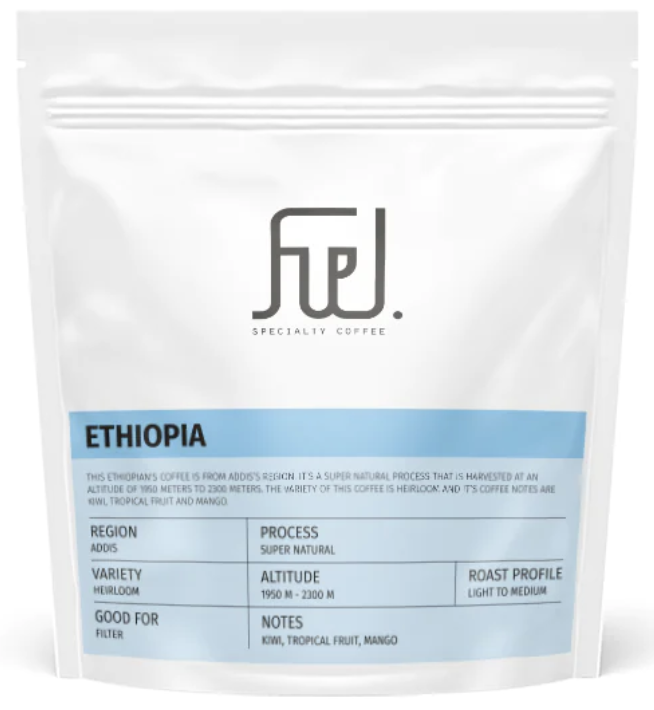 fuel.
SPECIALTY COFFEE
ETHIOPIA
THIS ETHIOPIAN'S COFFEE IS FROM ADDIS'S REGION. IT'S A SUPER NATURAL PROCESS THAT IS HARVESTED AT AN
ALTITUDE OF 1950 METERS TO 2300 METERS. THE VARIETY OF THIS COFFEE IS HEIRLOOM AND IT'S COFFEE NOTES ARE
KIWI, TROPICAL FRUIT AND MANGO.
REGION
ADDIS
PROCESS
SUPER NATURAL
VARIETY
HEIRLOOM
ALTITUDE
1950 M - 2300 M
ROAST PROFILE
LIGHT TO MEDIUM
GOOD FOR
FILTER
NOTES
KIWI, TROPICAL FRUIT, MANGO